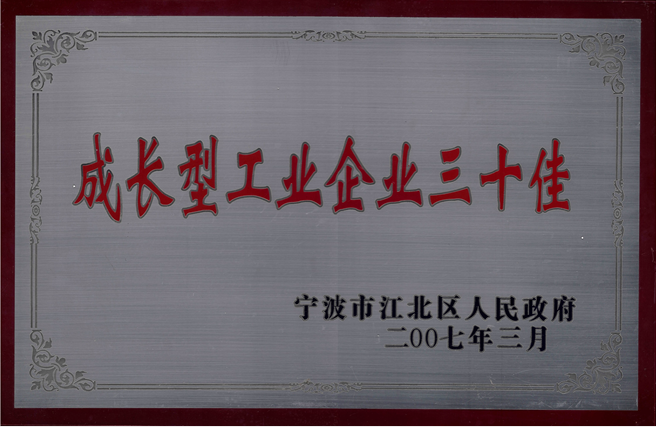 成长型工业企业三十佳
宁波市江北区人民政府
二00七年三月